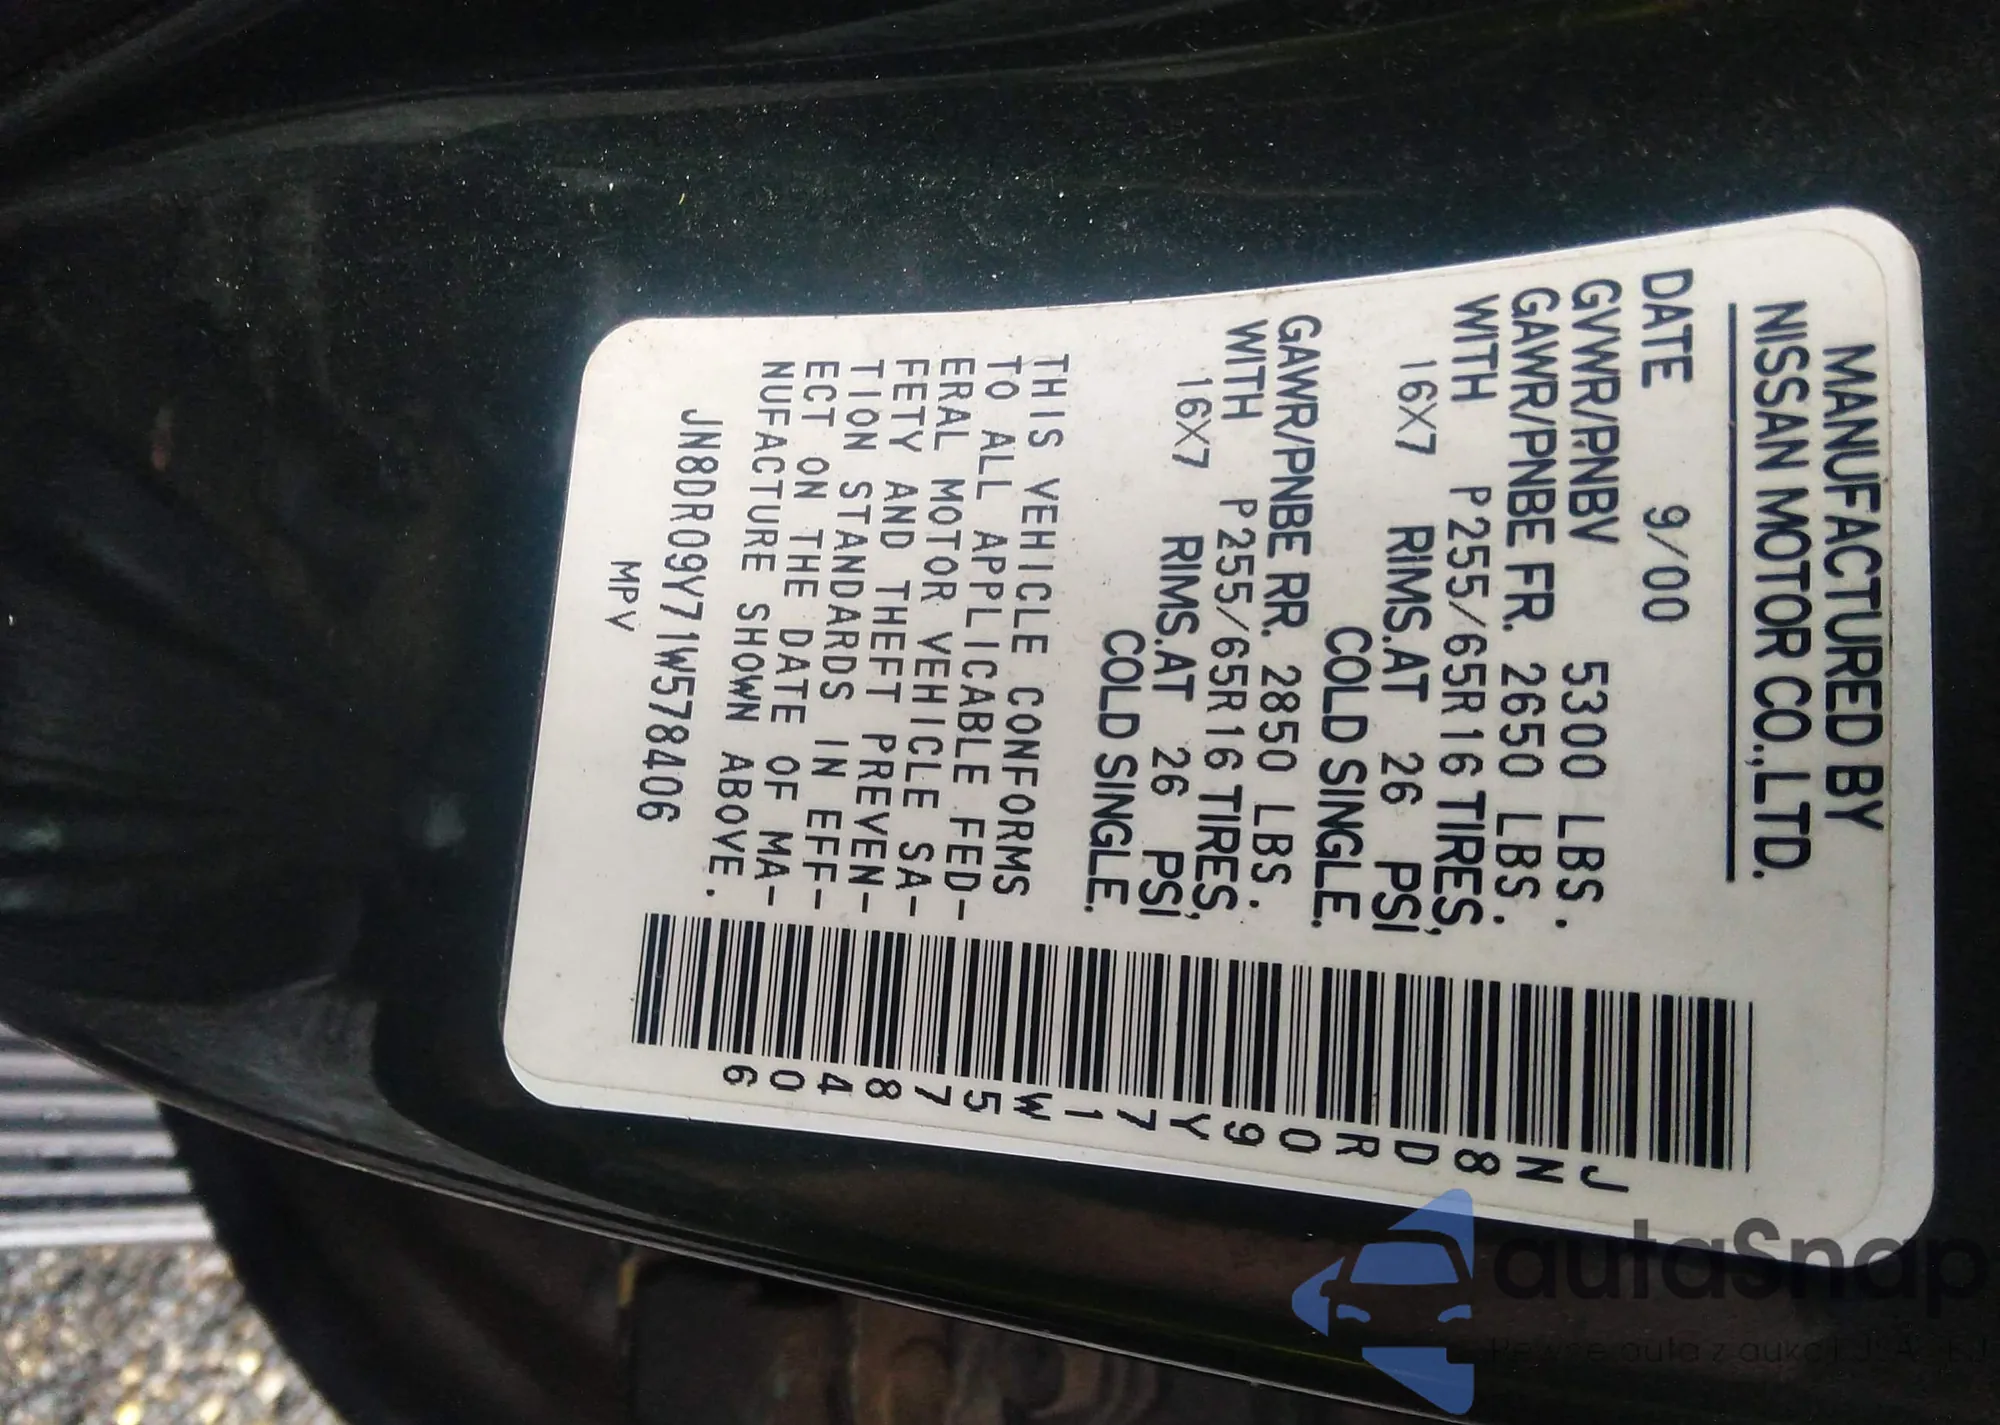 MANUFACTURED BY
NISSAN MOTOR CO.,LTD.
DATE 9/00
GVWR/PNBV 5300 LBS.
GAWR/PNBE FR. 2650 LBS.
WITH P255/65R16 TIRES,
16X7 RIMS.AT 26 PSI
COLD SINGLE.
GAWR/PNBE RR. 2850 LBS.
WITH P255/65R16 TIRES,
16X7 RIMS.AT 26 PSI
COLD SINGLE.
THIS VEHICLE CONFORMS
TO ALL APPLICABLE FED-
ERAL MOTOR VEHICLE SA-
FETY AND THEFT PREVEN-
TION STANDARDS IN EFF-
ECT ON THE DATE OF MA-
NUFACTURE SHOWN ABOVE.
JN8DR09Y71W578406
MPV
JN8DR09Y71W578406
autaSnap
Pewne auta z aukcji